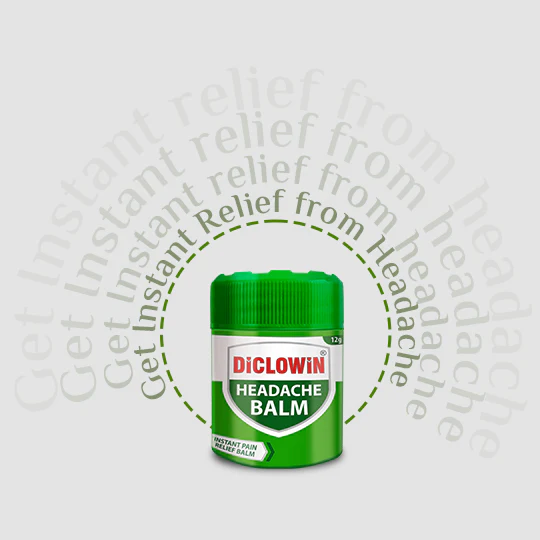 Get Instant relief from headache
Get Instant relief from headache
Get Instant relief from headache
Get Instant Relief from Headache
12g
DiCLOWiN®
HEADACHE
BALM
INSTANT PAIN
RELIEF BALM